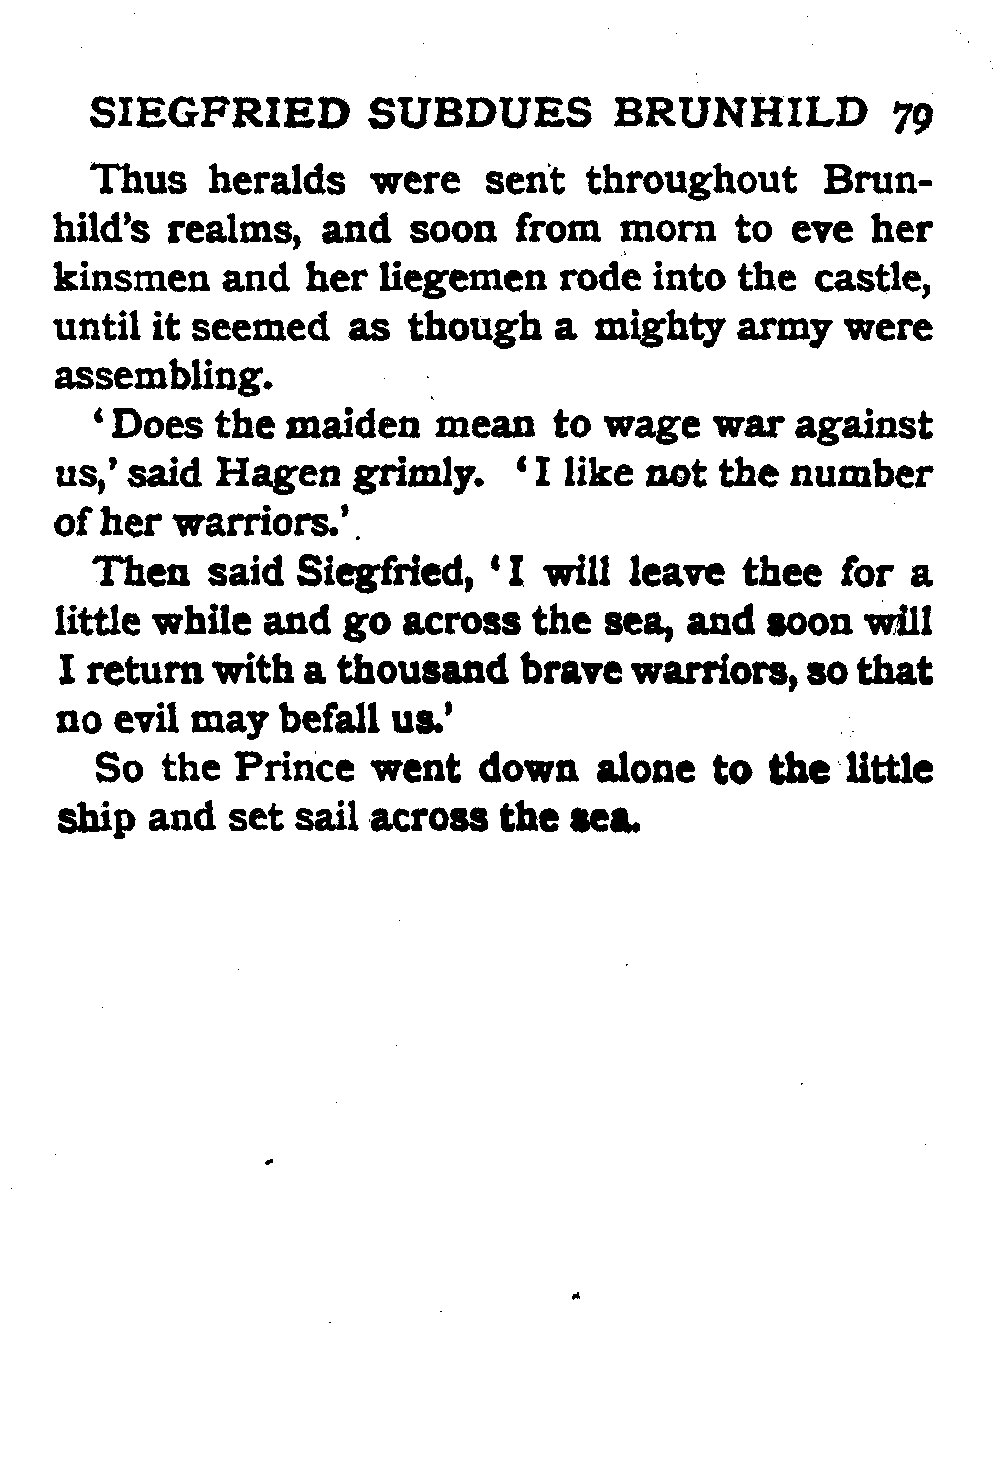 SIEGFRIED SUBDUES BRUNHILD 79
Thus heralds were sent throughout Brun-
hild's realms, and soon from morn to eve her
kinsmen and her liegemen rode into the castle,
until it seemed as though a mighty army were
assembling.
'Does the maiden mean to wage war against
us,' said Hagen grimly. 'I like not the number
of her warriors.'
Then said Siegfried, 'I will leave thee for a
little while and go across the sea, and soon will
I return with a thousand brave warriors, so that
no evil may befall us.'
So the Prince went down alone to the little
ship and set sail across the sea.